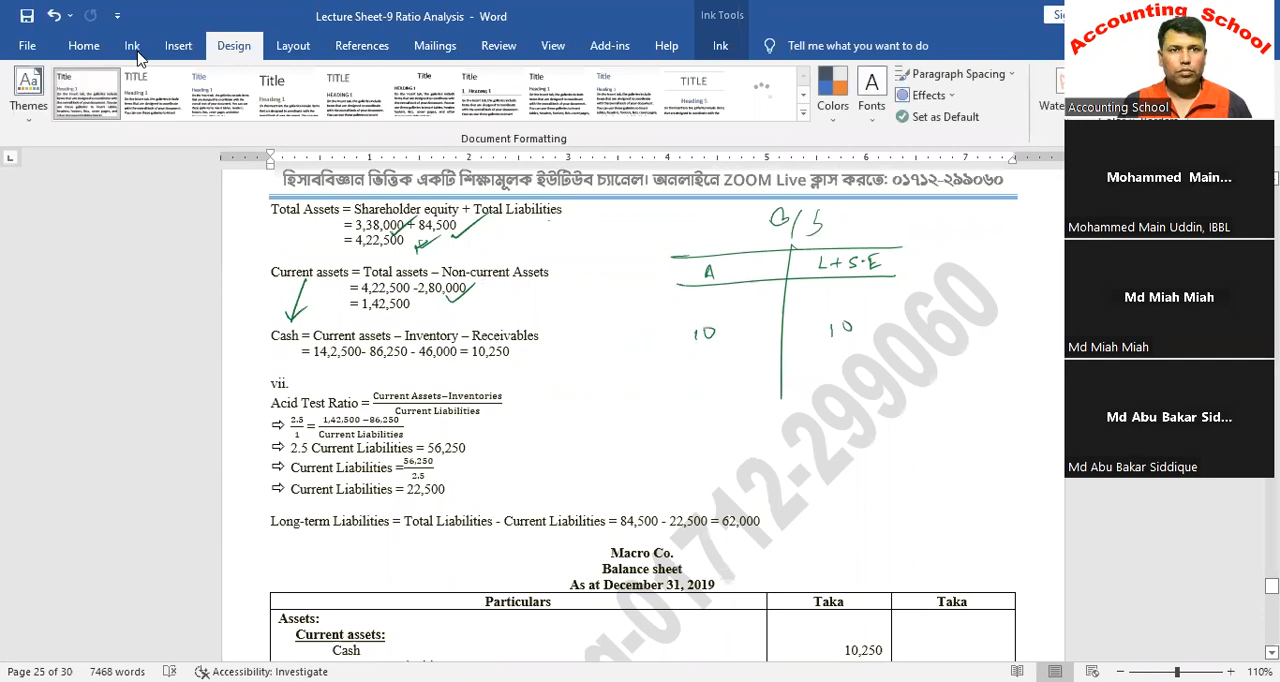 Lecture Sheet-9 Ratio Analysis - Word
Ink Tools
Accounting School
File Home Ink Insert Design Layout References Mailings Review View Add-ins Help Ink Tell me what you want to do
Themes
Colors
Fonts
Paragraph Spacing
Effects
Set as Default
Document Formatting
Accounting School
Mohammed Main...
Mohammed Main Uddin, IBBL
Md Miah Miah
Md Miah Miah
Md Abu Bakar Sid...
Md Abu Bakar Siddique
হিসাববিজ্ঞান ভিত্তিক একটি শিক্ষামূলক ইউটিউব চ্যানেল। অনলাইনে ZOOM Live ক্লাস করতে: ০১৭১২-২৯৯০৬০
Total Assets = Shareholder equity + Total Liabilities
= 3,38,000 + 84,500
= 4,22,500
Current assets = Total assets – Non-current Assets
= 4,22,500 -2,80,000
= 1,42,500
Cash = Current assets – Inventory – Receivables
= 14,2,500- 86,250 - 46,000 = 10,250
B/S
A L+S.E
10 10
vii.
Acid Test Ratio = Current Assets–Inventories
Current Liabilities
⇨ 2.5/1 = 1,42,500 –86,250
Current Liabilities
⇨ 2.5 Current Liabilities = 56,250
⇨ Current Liabilities = 56,250
2.5
⇨ Current Liabilities = 22,500
Long-term Liabilities = Total Liabilities - Current Liabilities = 84,500 - 22,500 = 62,000
Macro Co.
Balance sheet
As at December 31, 2019
Particulars Taka Taka
Assets:
Current assets:
Cash 10,250
-01712-299060
Page 25 of 30 7468 words Accessibility: Investigate 110%